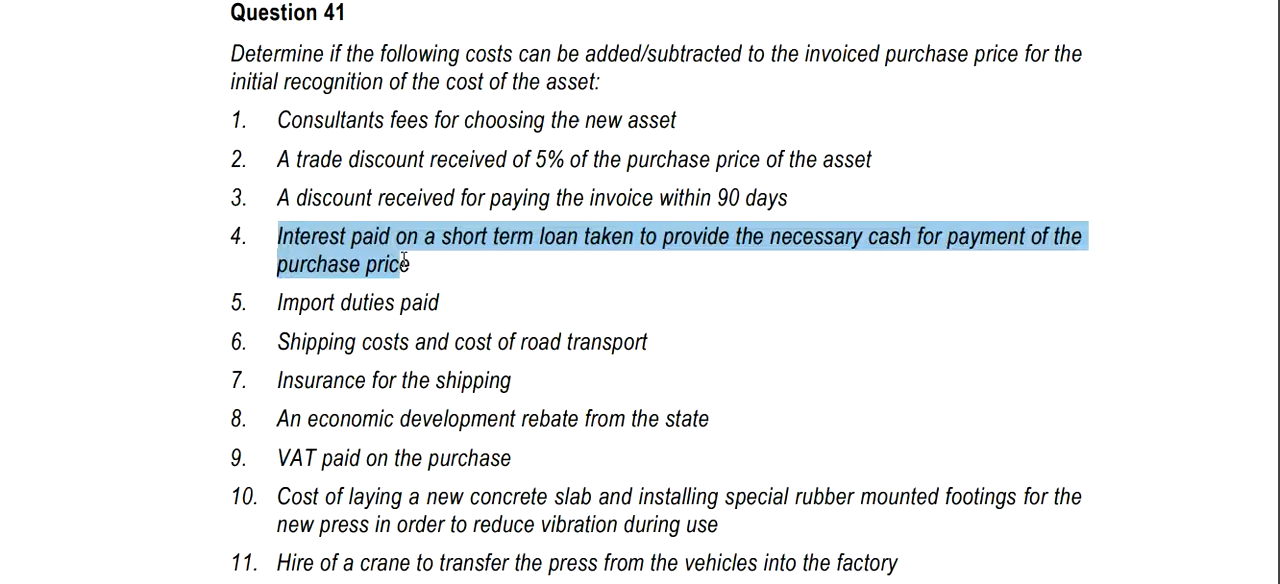 Question 41
Determine if the following costs can be added/subtracted to the invoiced purchase price for the
initial recognition of the cost of the asset:
1. Consultants fees for choosing the new asset
2. A trade discount received of 5% of the purchase price of the asset
3. A discount received for paying the invoice within 90 days
4. Interest paid on a short term loan taken to provide the necessary cash for payment of the
purchase price
5. Import duties paid
6. Shipping costs and cost of road transport
7. Insurance for the shipping
8. An economic development rebate from the state
9. VAT paid on the purchase
10. Cost of laying a new concrete slab and installing special rubber mounted footings for the
new press in order to reduce vibration during use
11. Hire of a crane to transfer the press from the vehicles into the factory